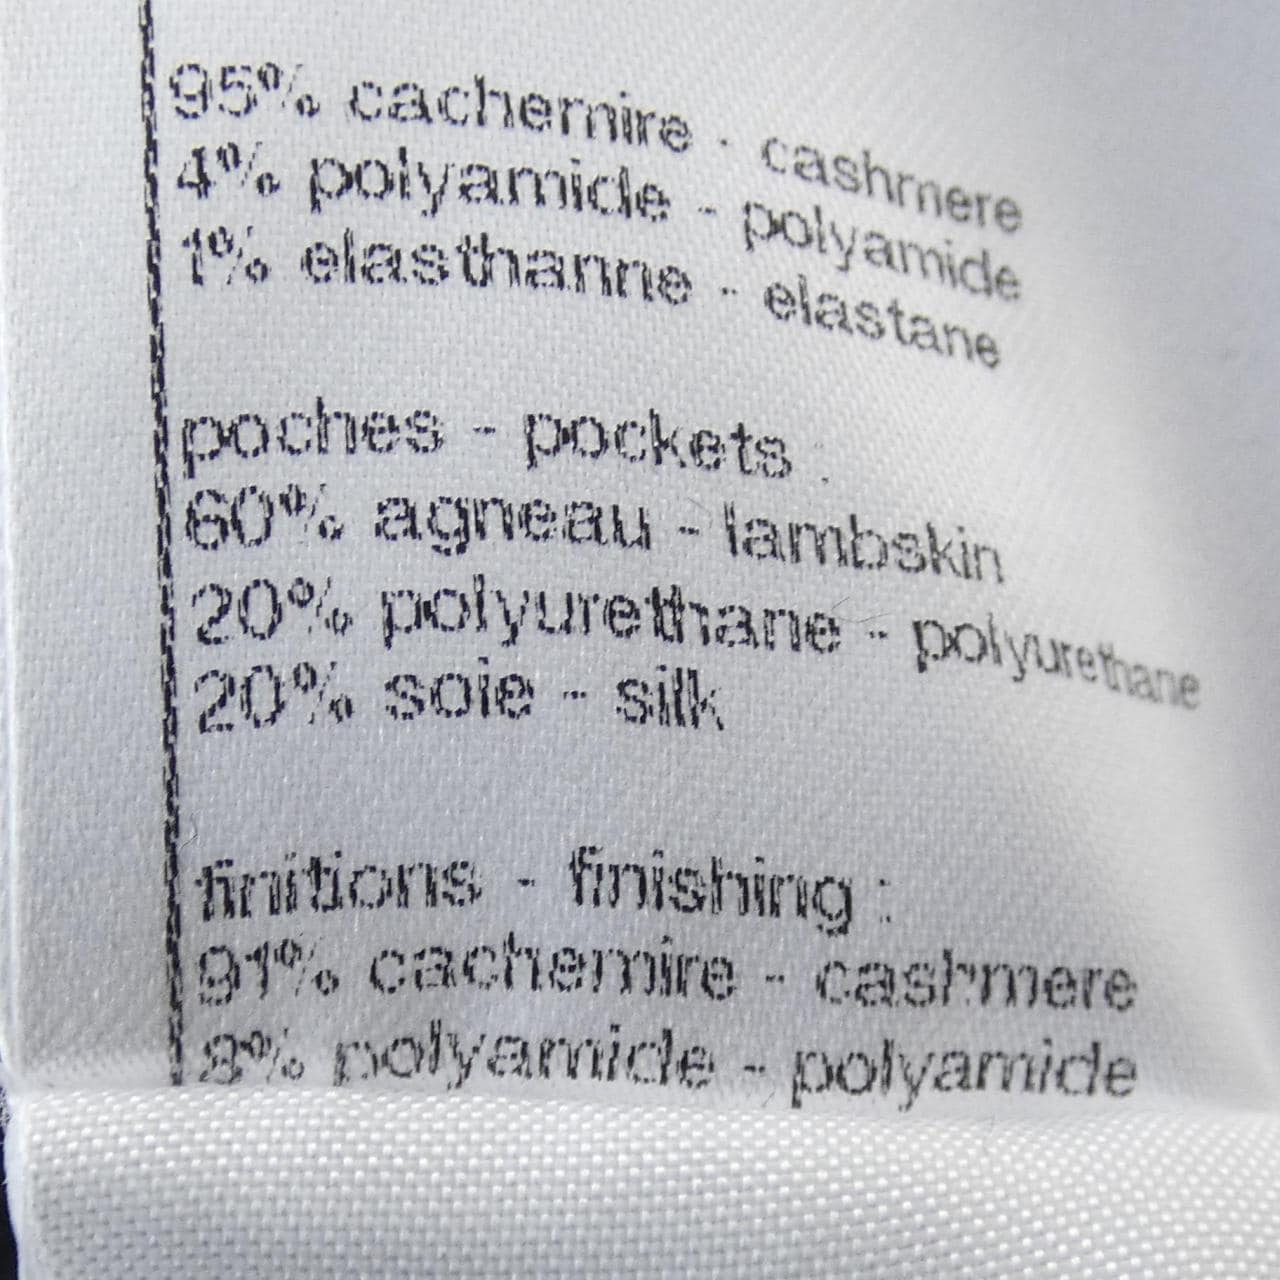 95% cachemire - cashmere
4% polyamide - polyamide
1% elasthanne - elastane
poches - pockets :
60% agneau - lambskin
20% polyurethane - polyurethane
20% soie - silk
finitions - finishing :
91% cachemire - cashmere
8% polyamide - polyamide